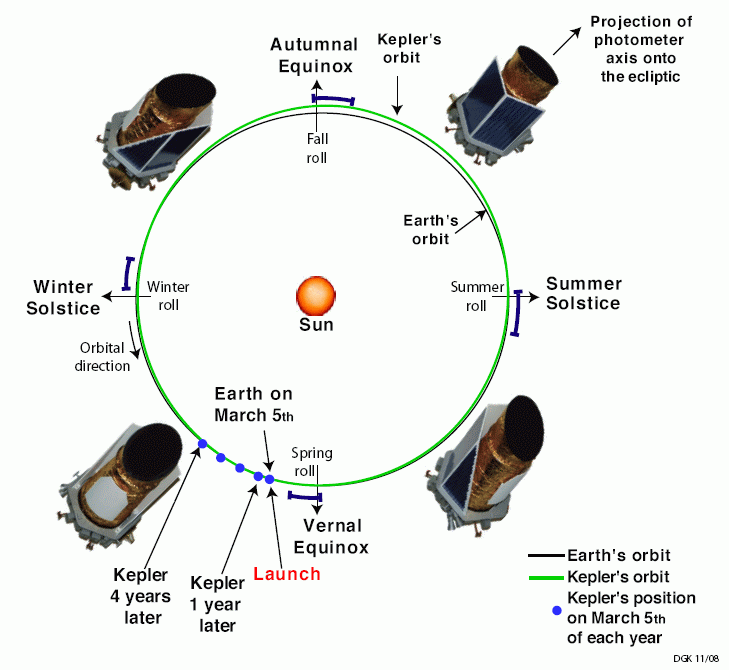 Projection of
photometer
axis onto
the ecliptic
Kepler's
orbit
Autumnal
Equinox
Fall
roll
Earth's
orbit
Winter
Solstice
Winter
roll
Summer
roll
Summer
Solstice
Sun
Orbital
direction
Earth on
March 5th
Spring
roll
Vernal
Equinox
Kepler
4 years
later
Kepler
1 year
later
Launch
Earth's orbit
Kepler's orbit
Kepler's position
on March 5th
of each year
DGK 11/08